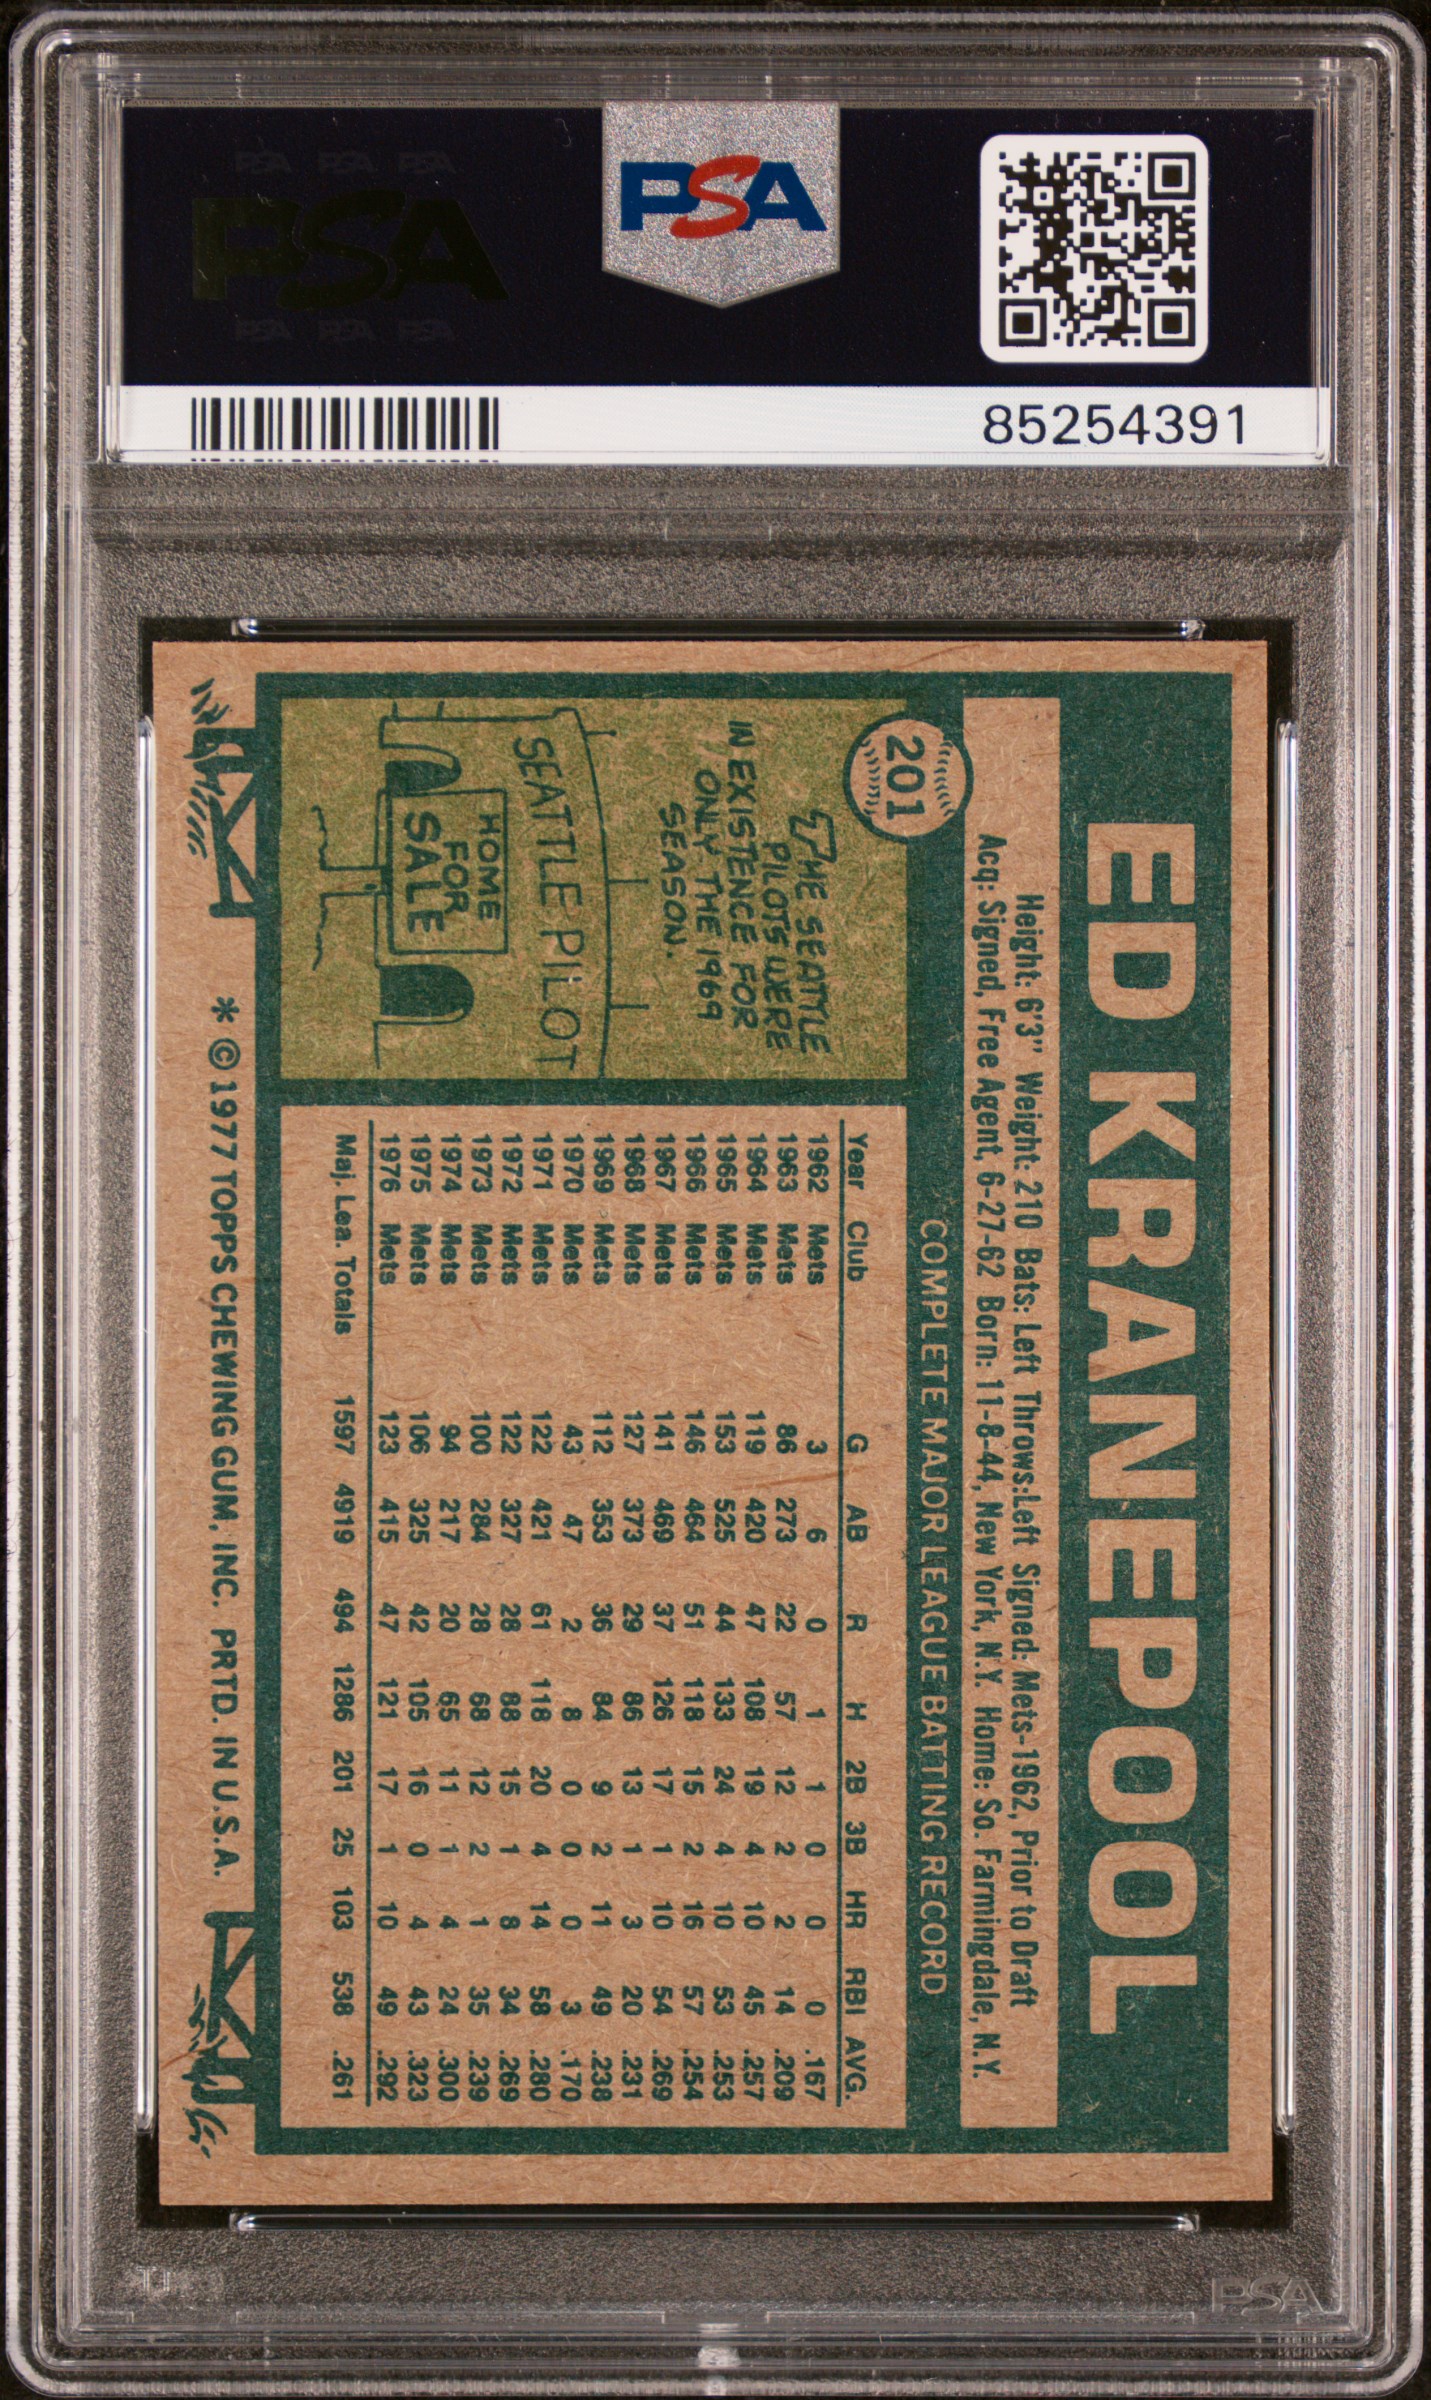 PSA PSA PSA
PSA
PSA PSA PSA
PSA
85254391
201
ED KRANEPOOL
Height: 6'3" Weight: 210 Bats: Left Throws:Left Signed: Mets-1962, Prior to Draft
Acq: Signed, Free Agent, 6-27-62 Born: 11-8-44, New York, N.Y. Home: So. Farmingdale, N.Y.
COMPLETE MAJOR LEAGUE BATTING RECORD
THE SEATTLE
PILOTS WERE
IN EXISTENCE FOR
ONLY THE 1969
SEASON.
SEATTLE PILOT
HOME
FOR
SALE
Year Club G AB R H 2B 3B HR RBI AVG.
1962 Mets 3 6 0 1 1 0 0 0 .167
1963 Mets 86 273 22 57 12 2 2 14 .209
1964 Mets 119 420 47 108 19 4 10 45 .257
1965 Mets 153 525 44 133 24 4 10 53 .253
1966 Mets 146 464 51 118 15 2 16 57 .254
1967 Mets 141 469 37 126 17 1 10 54 .269
1968 Mets 127 373 29 86 13 1 3 20 .231
1969 Mets 112 353 36 84 9 2 11 49 .238
1970 Mets 43 47 2 8 0 0 0 3 .170
1971 Mets 122 421 61 118 20 4 14 58 .280
1972 Mets 122 327 28 88 15 1 8 34 .269
1973 Mets 100 284 28 68 12 2 1 35 .239
1974 Mets 94 217 20 65 11 1 4 24 .300
1975 Mets 106 325 42 105 16 0 4 43 .323
1976 Mets 123 415 47 121 17 1 10 49 .292
Maj. Lea. Totals 1597 4919 494 1286 201 25 103 538 .261
* ©1977 TOPPS CHEWING GUM, INC. PRTD. IN U.S.A.
PSA